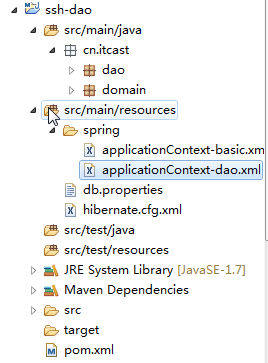 ssh-dao
src/main/java
cn.itcast
dao
domain
src/main/resources
spring
applicationContext-basic.xm
applicationContext-dao.xml
db.properties
hibernate.cfg.xml
src/test/java
src/test/resources
JRE System Library [JavaSE-1.7]
Maven Dependencies
src
target
pom.xml